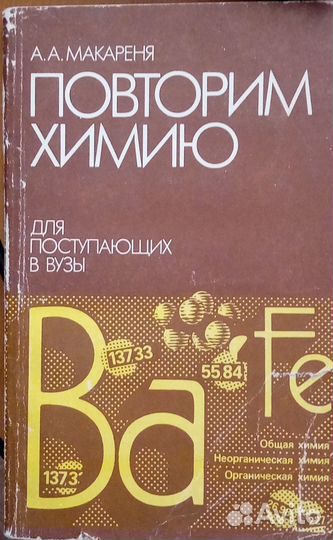 А.А.МАКАРЕНЯ
ПОВТОРИМ
ХИМИЮ
ДЛЯ
ПОСТУПАЮЩИХ
В ВУЗЫ
Ba
Fe
137,33
55,84
137,3
Общая химия
Неорганическая химия
Органическая химия
Avito